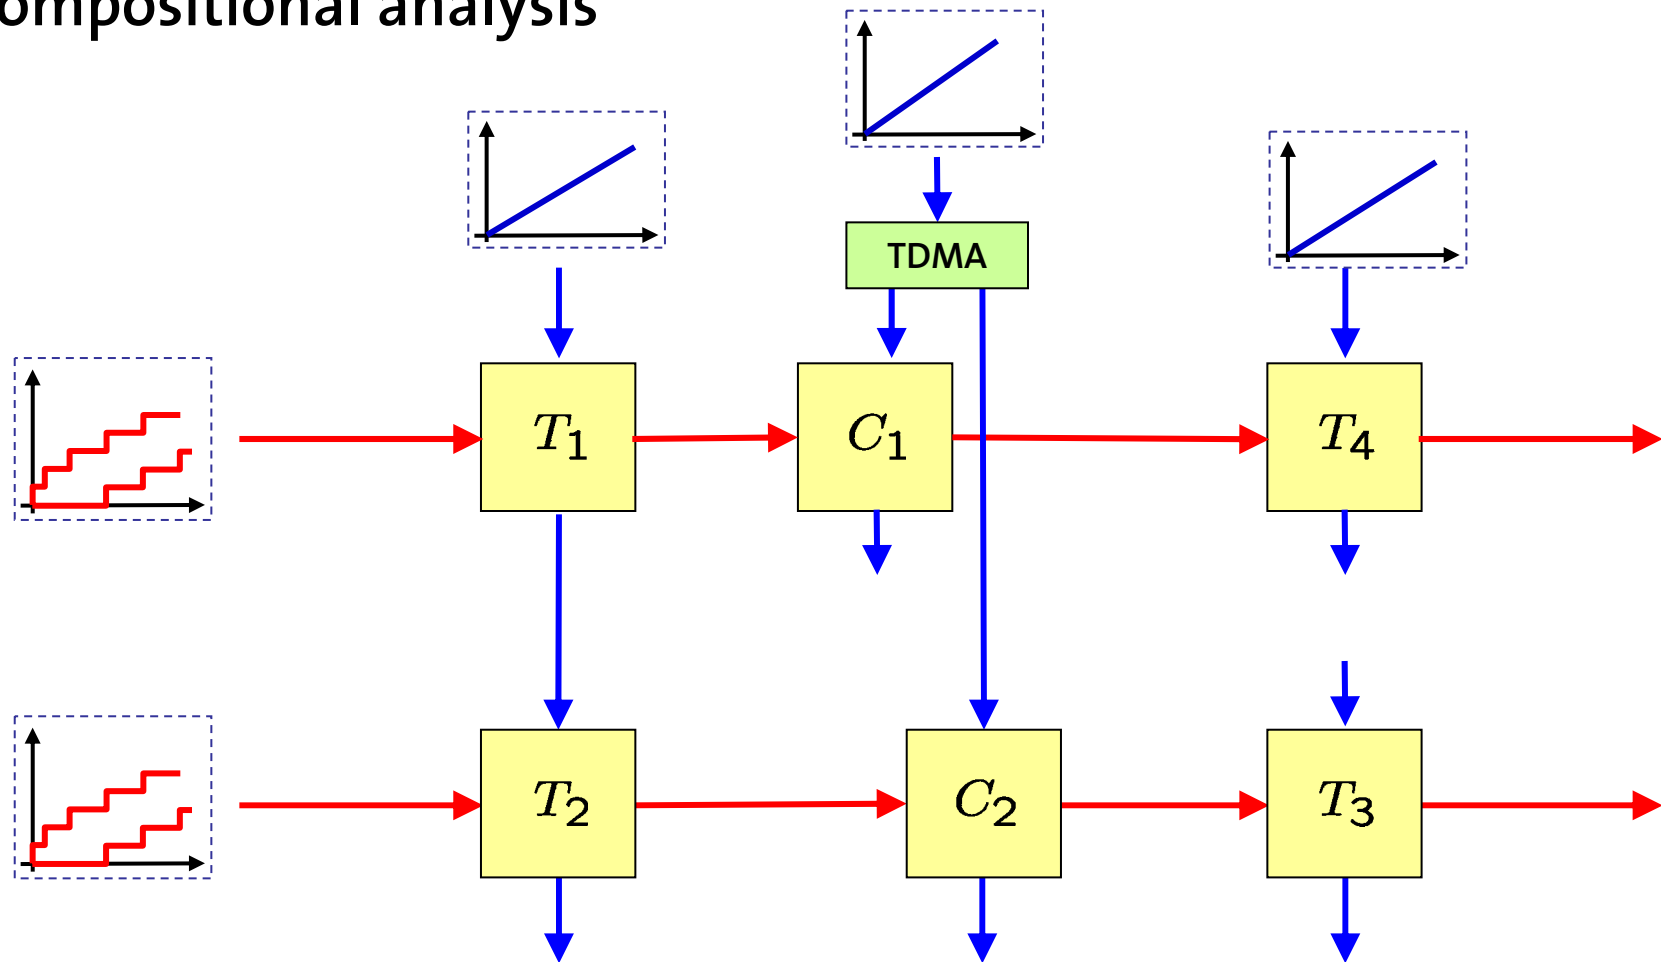 ompositional analysis
TDMA
T1
C1
T4
T2
C2
T3